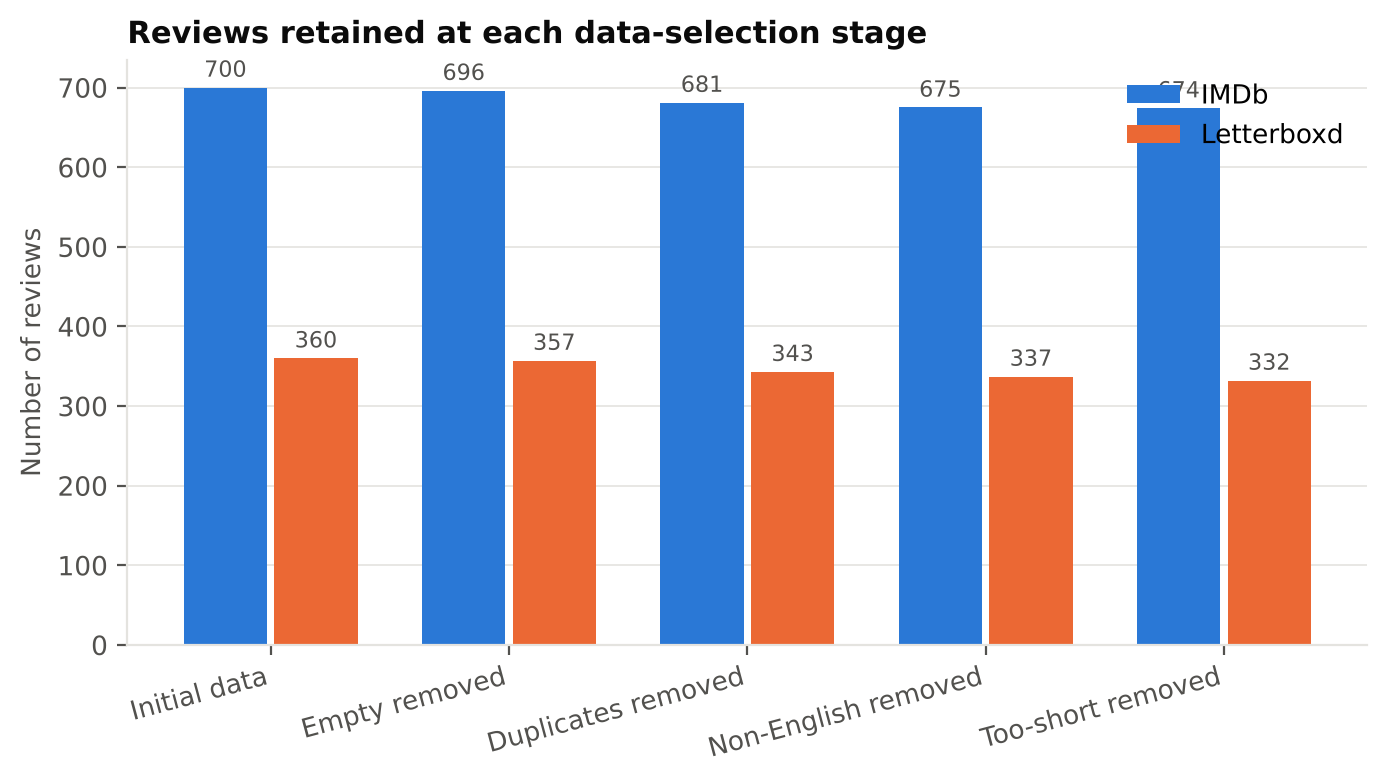 Reviews retained at each data-selection stage
700
696
681
675
674
IMDb
Letterboxd
360
357
343
337
332
Number of reviews
700
600
500
400
300
200
100
0
Initial data
Empty removed
Duplicates removed
Non-English removed
Too-short removed